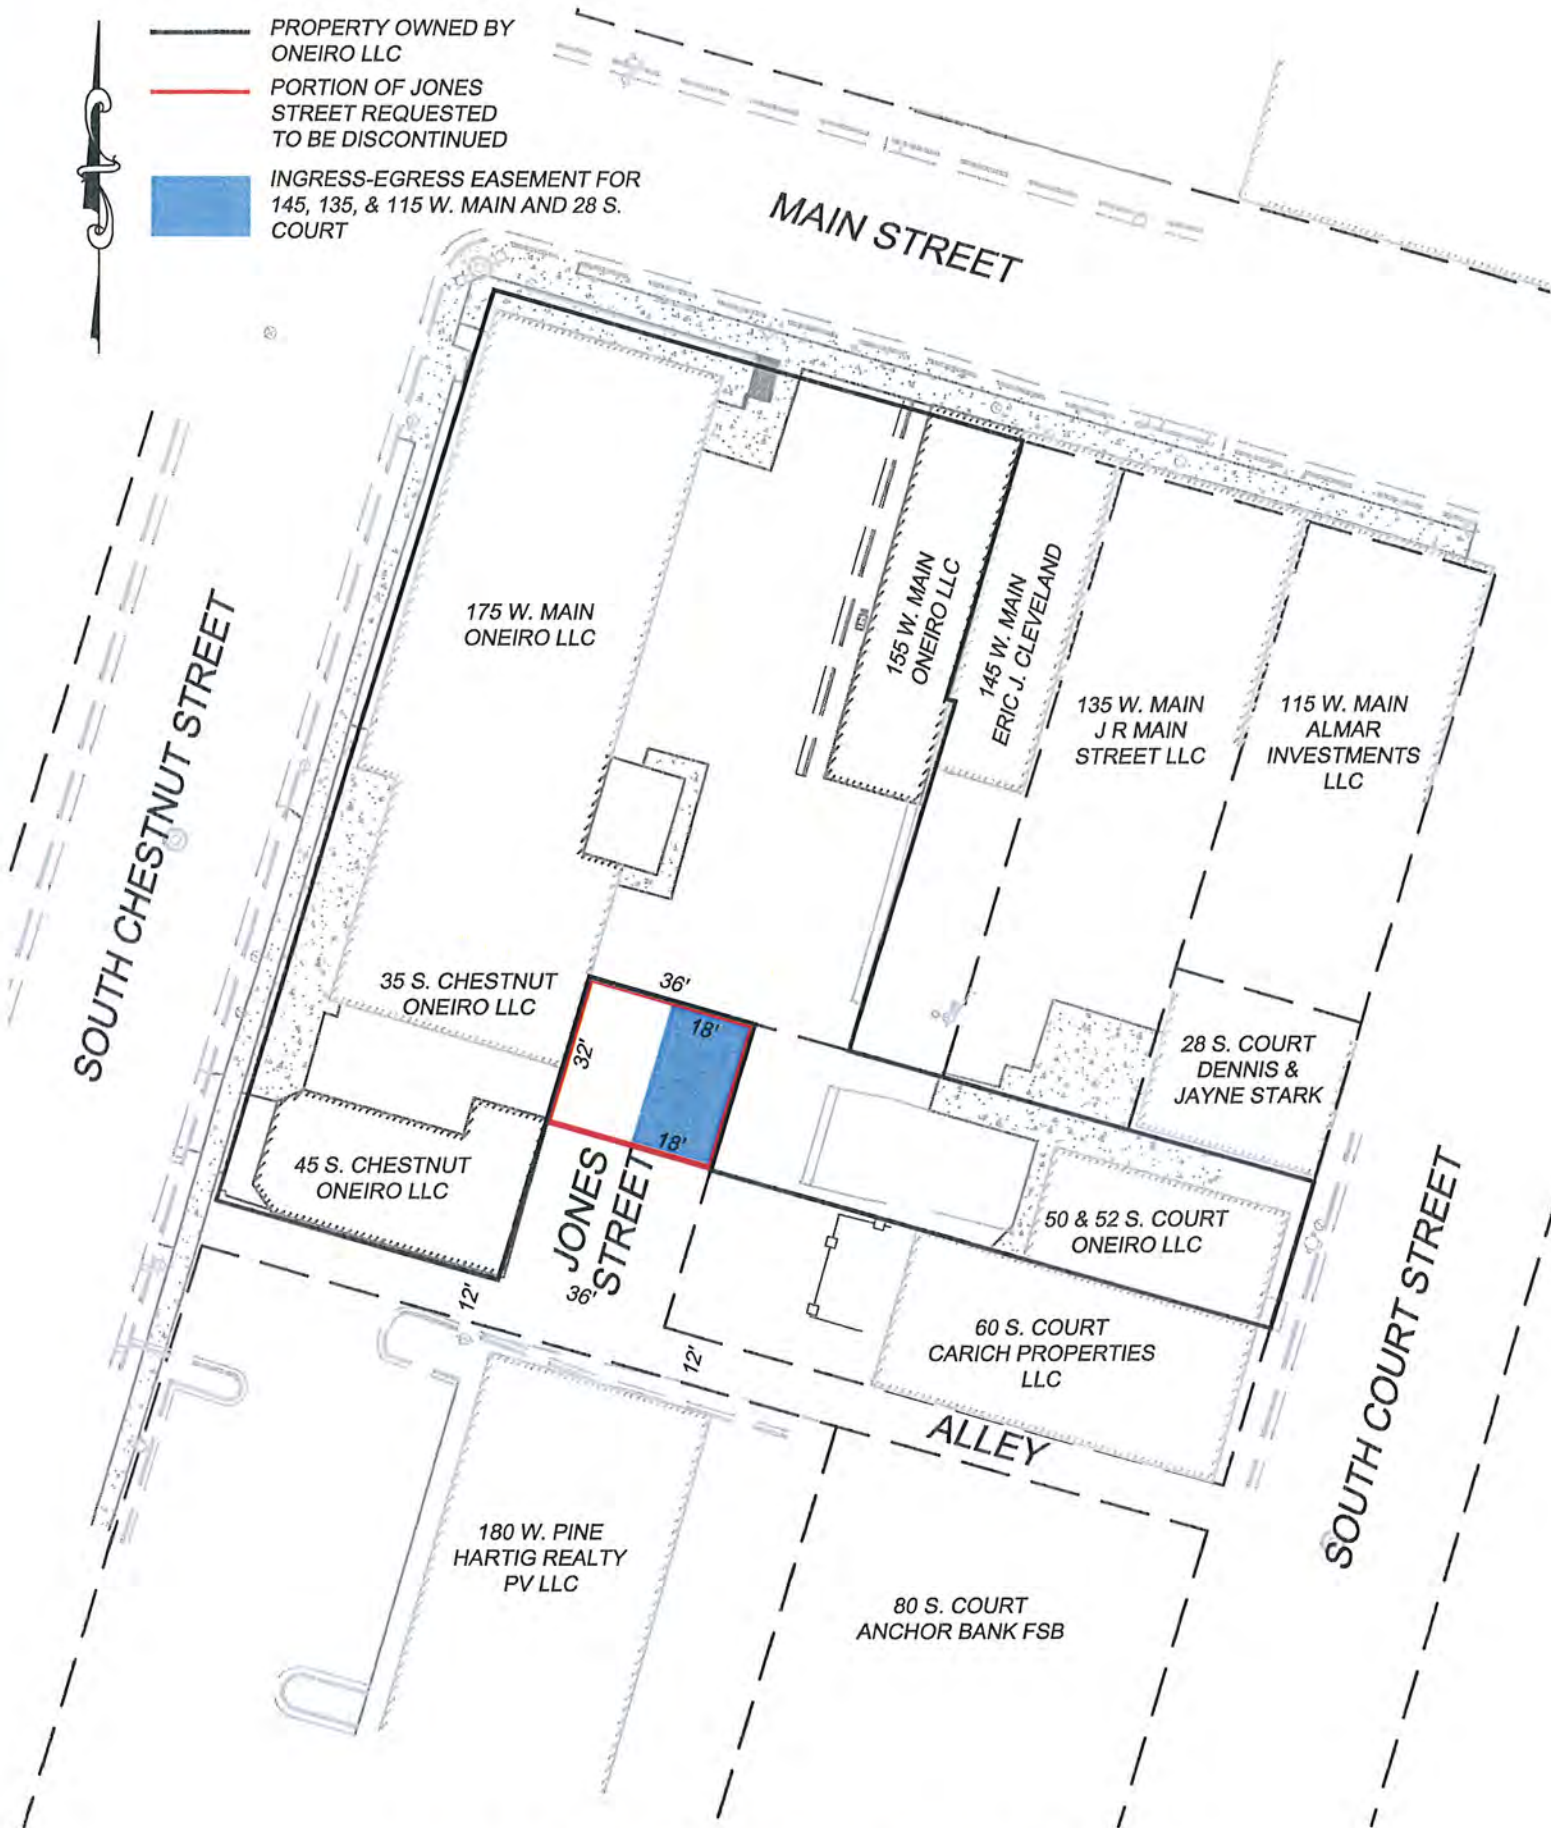 PROPERTY OWNED BY
ONEIRO LLC
PORTION OF JONES
STREET REQUESTED
TO BE DISCONTINUED
INGRESS-EGRESS EASEMENT FOR
145, 135, & 115 W. MAIN AND 28 S.
COURT
MAIN STREET
SOUTH CHESTNUT STREET
175 W. MAIN
ONEIRO LLC
155 W. MAIN
ONEIRO LLC
145 W. MAIN
ERIC J. CLEVELAND
135 W. MAIN
J R MAIN
STREET LLC
115 W. MAIN
ALMAR
INVESTMENTS
LLC
35 S. CHESTNUT
ONEIRO LLC
36'
18'
32'
18'
28 S. COURT
DENNIS &
JAYNE STARK
45 S. CHESTNUT
ONEIRO LLC
JONES
STREET
36'
12'
12'
50 & 52 S. COURT
ONEIRO LLC
60 S. COURT
CARICH PROPERTIES
LLC
ALLEY
SOUTH COURT STREET
180 W. PINE
HARTIG REALTY
PV LLC
80 S. COURT
ANCHOR BANK FSB